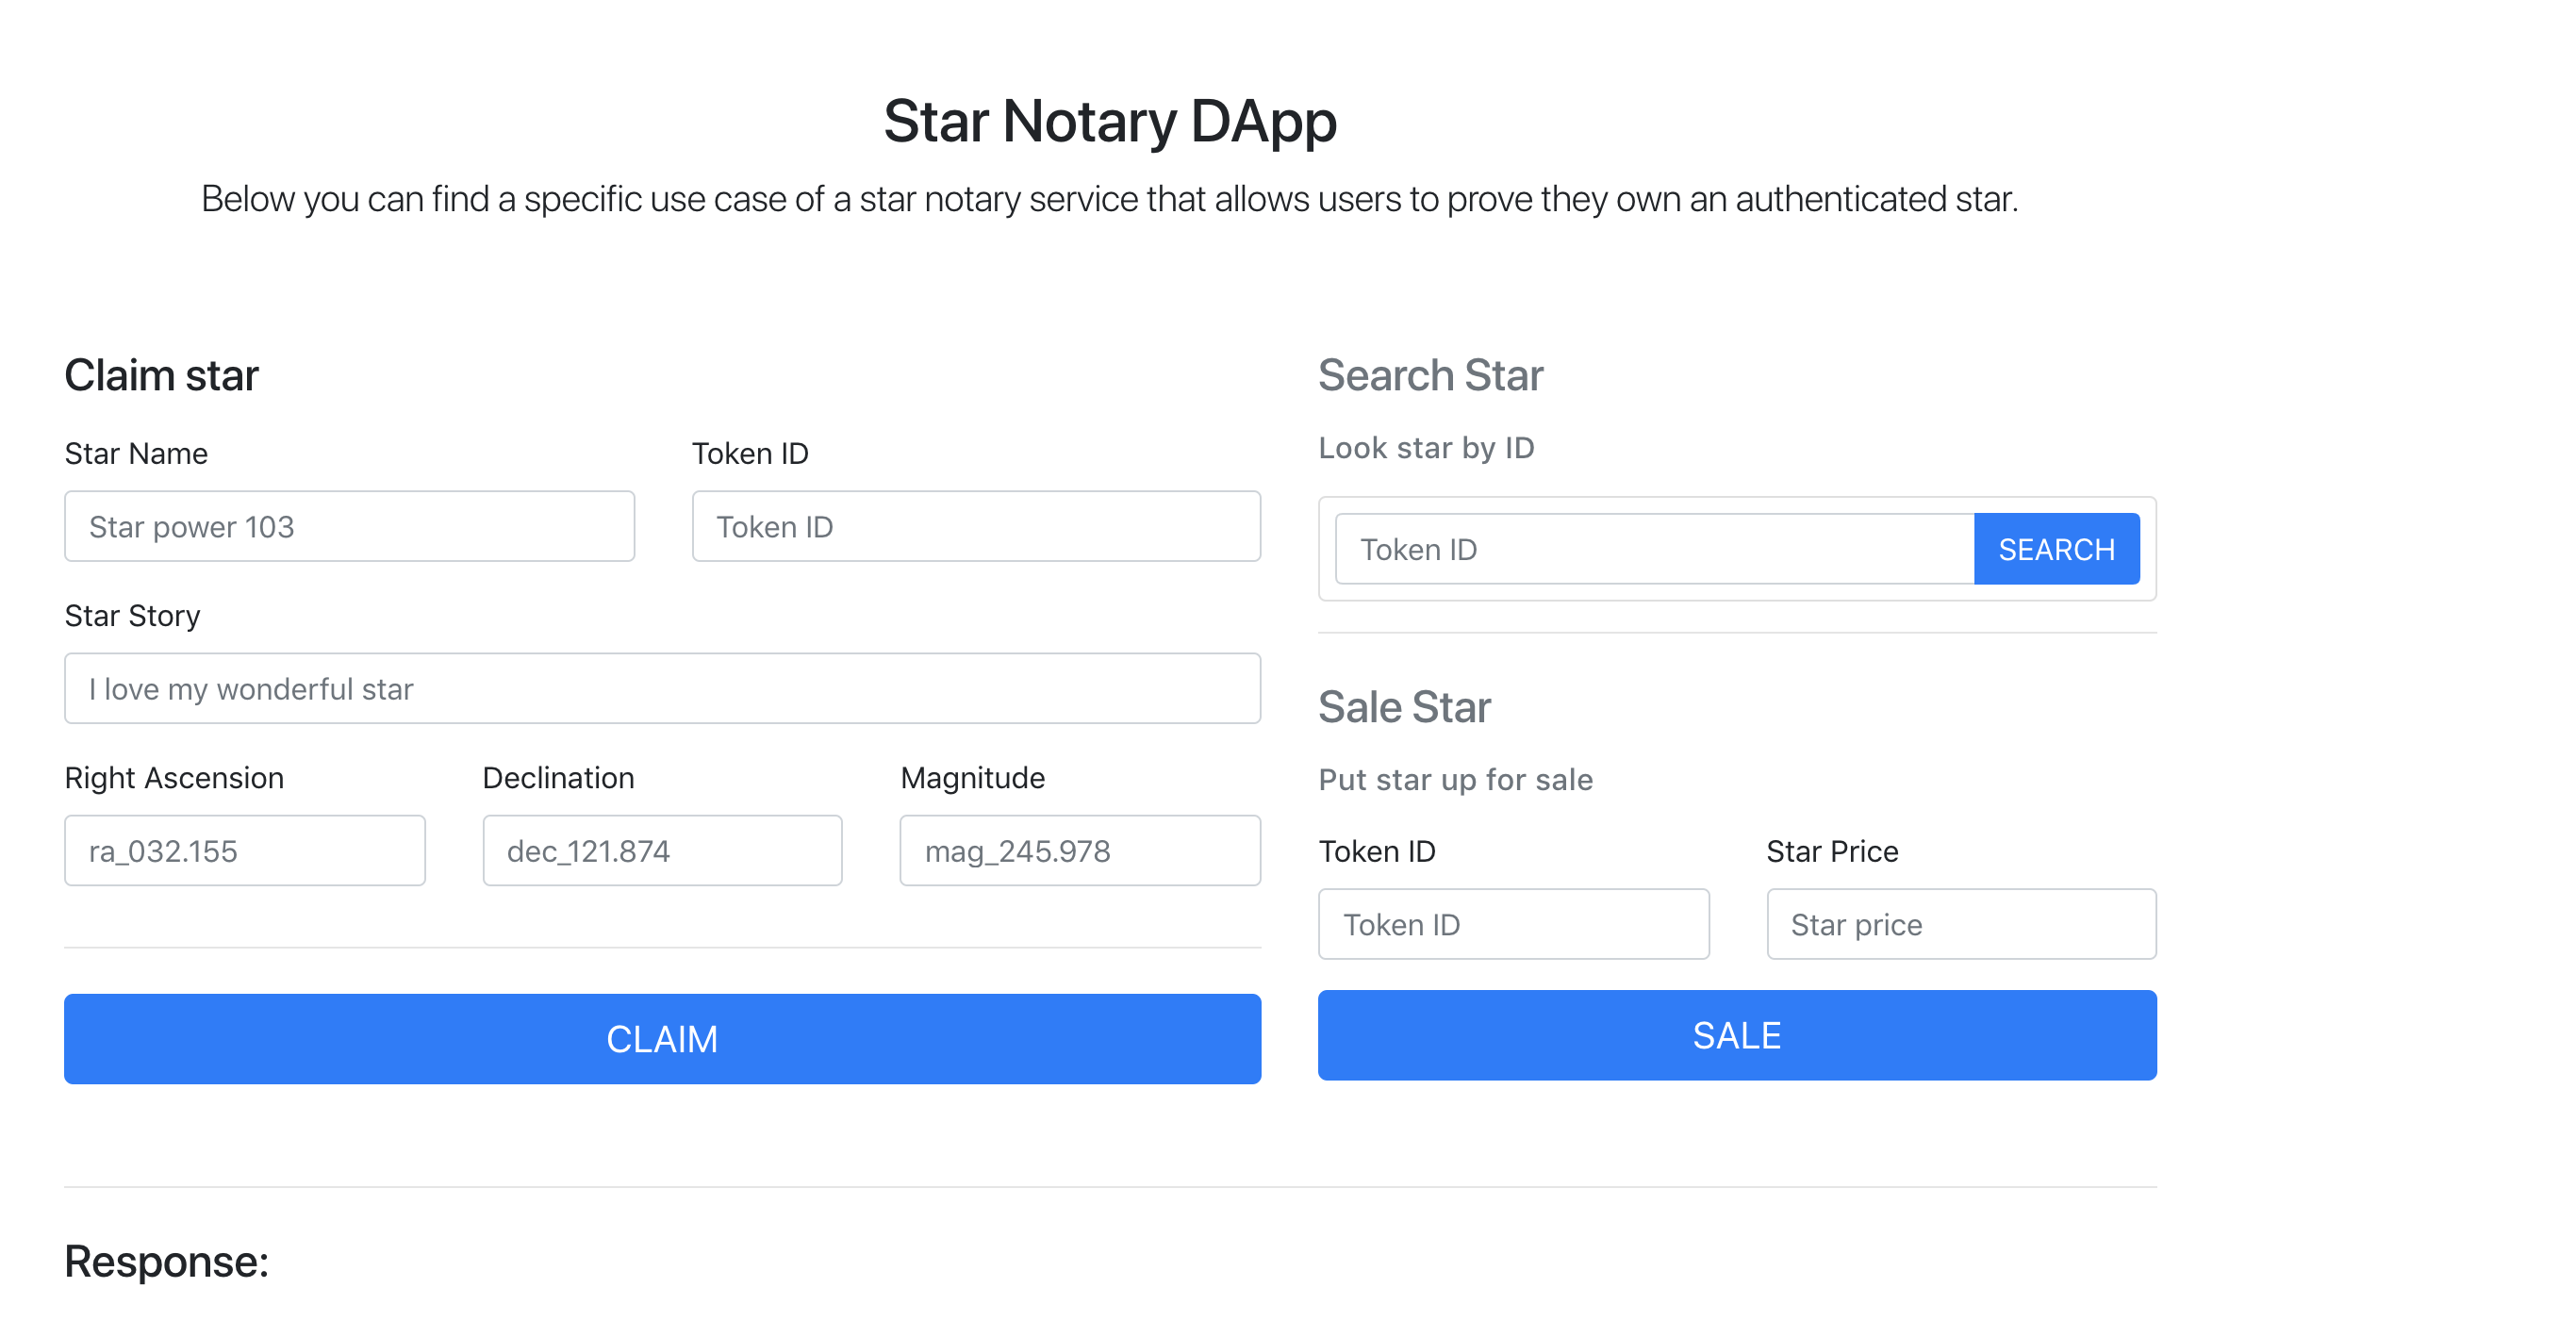 Star Notary DApp
Below you can find a specific use case of a star notary service that allows users to prove they own an authenticated star.
Claim star
Star Name
Token ID
Star power 103
Token ID
Star Story
I love my wonderful star
Right Ascension
Declination
Magnitude
ra_032.155
dec_121.874
mag_245.978
CLAIM
Search Star
Look star by ID
Token ID
SEARCH
Sale Star
Put star up for sale
Token ID
Star Price
Token ID
Star price
SALE
Response: